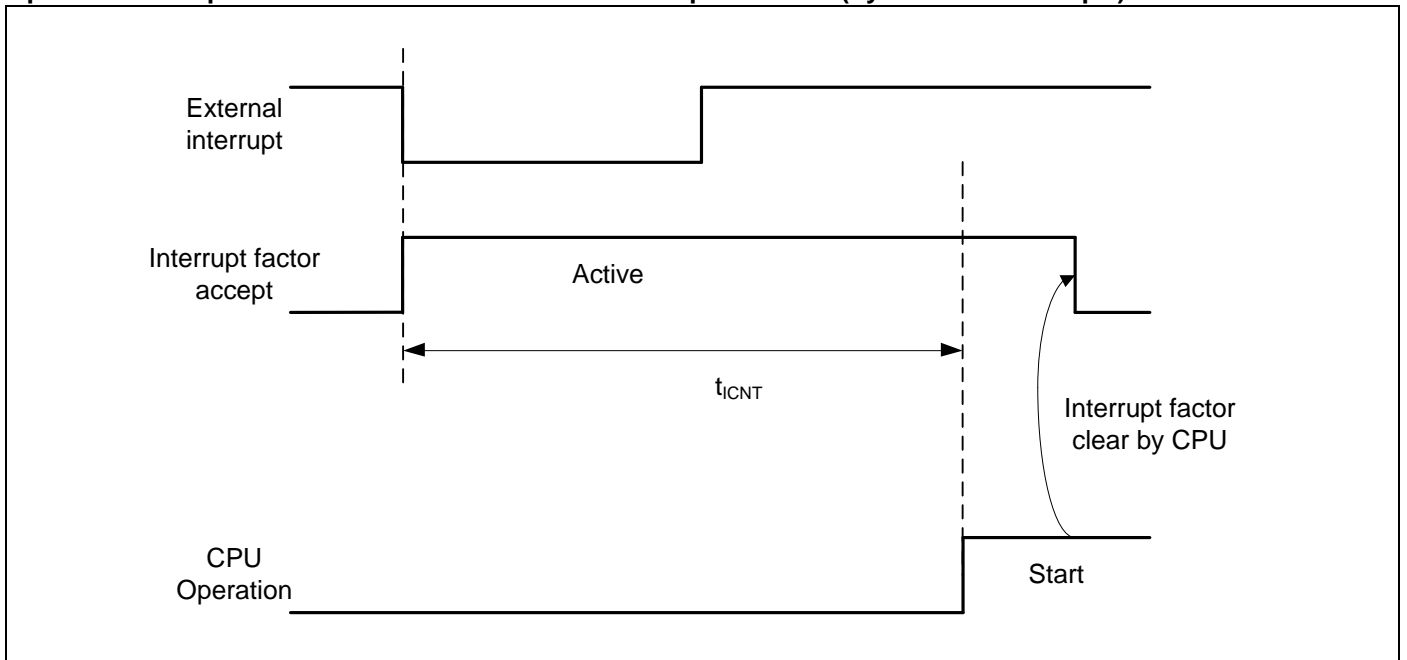 External
interrupt
Interrupt factor
accept
Active
tICNT
Interrupt factor
clear by CPU
CPU
Operation
Start